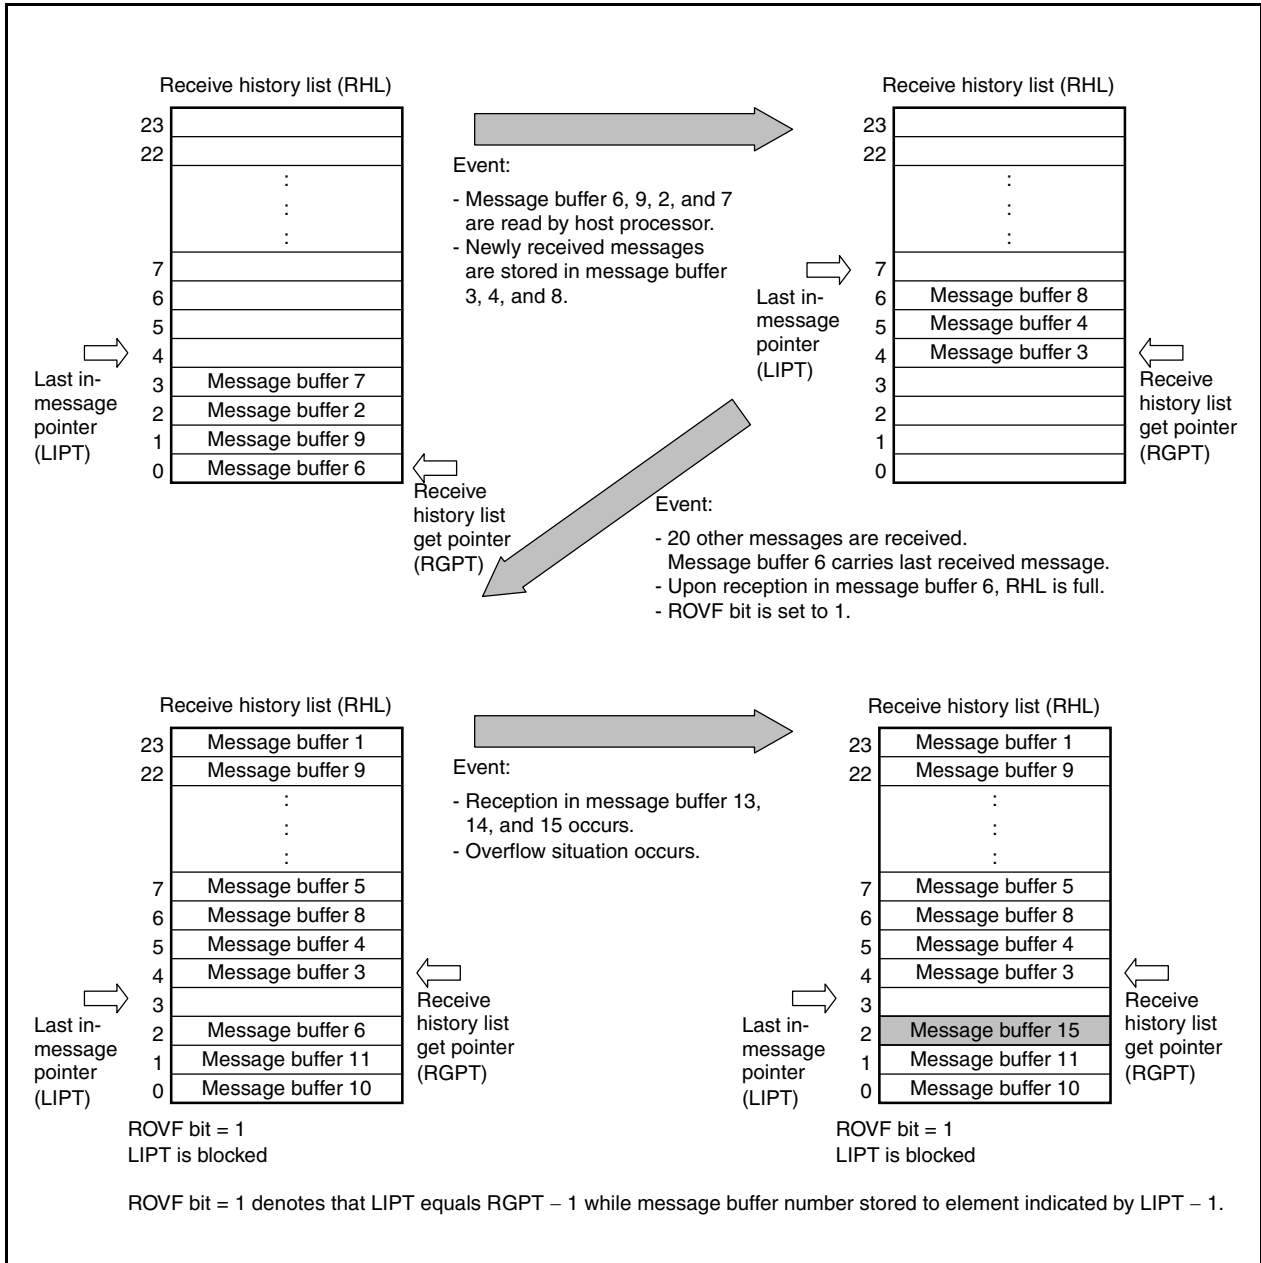 Receive history list (RHL)
23
22
:
:
:
7
6
5
4
3 Message buffer 7
2 Message buffer 2
1 Message buffer 9
0 Message buffer 6
Last in-
message
pointer
(LIPT)
Receive
history list
get pointer
(RGPT)
Event:
- Message buffer 6, 9, 2, and 7
are read by host processor.
- Newly received messages
are stored in message buffer
3, 4, and 8.
Receive history list (RHL)
23
22
:
:
:
7
6 Message buffer 8
5 Message buffer 4
4 Message buffer 3
3
2
1
0
Last in-
message
pointer
(LIPT)
Receive
history list
get pointer
(RGPT)
Event:
- 20 other messages are received.
Message buffer 6 carries last received message.
- Upon reception in message buffer 6, RHL is full.
- ROVF bit is set to 1.
Receive history list (RHL)
23 Message buffer 1
22 Message buffer 9
:
:
:
7 Message buffer 5
6 Message buffer 8
5 Message buffer 4
4 Message buffer 3
3
2 Message buffer 6
1 Message buffer 11
0 Message buffer 10
Last in-
message
pointer
(LIPT)
Receive
history list
get pointer
(RGPT)
ROVF bit = 1
LIPT is blocked
Event:
- Reception in message buffer 13,
14, and 15 occurs.
- Overflow situation occurs.
Receive history list (RHL)
23 Message buffer 1
22 Message buffer 9
:
:
:
7 Message buffer 5
6 Message buffer 8
5 Message buffer 4
4 Message buffer 3
3
2 Message buffer 15
1 Message buffer 11
0 Message buffer 10
Last in-
message
pointer
(LIPT)
Receive
history list
get pointer
(RGPT)
ROVF bit = 1
LIPT is blocked
ROVF bit = 1 denotes that LIPT equals RGPT − 1 while message buffer number stored to element indicated by LIPT − 1.